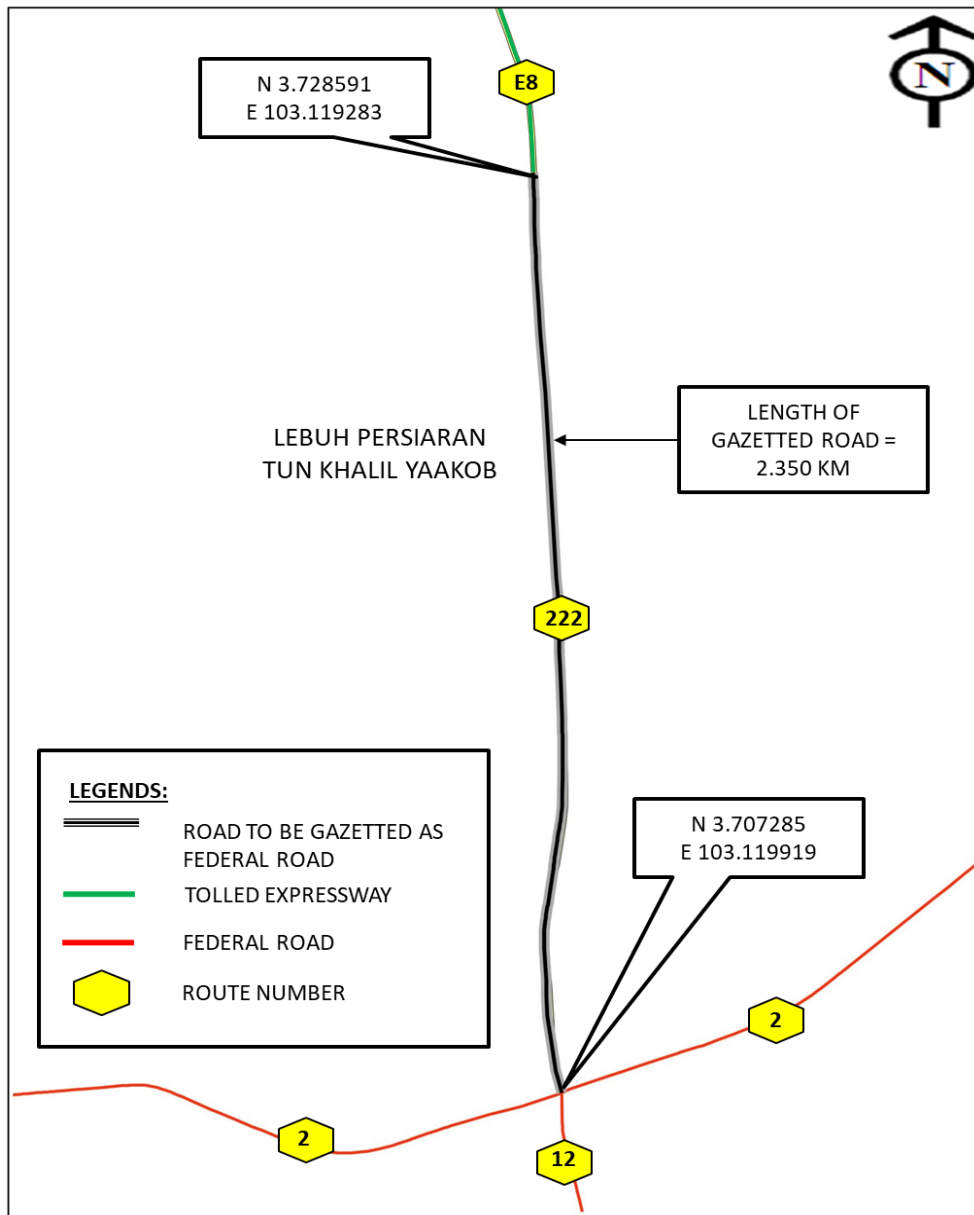 N
E8
N 3.728591
E 103.119283
LEBUH PERSIARAN
TUN KHALIL YAAKOB
LENGTH OF
GAZETTED ROAD =
2.350 KM
222
LEGENDS:
ROAD TO BE GAZETTED AS
FEDERAL ROAD
TOLLED EXPRESSWAY
FEDERAL ROAD
ROUTE NUMBER
N 3.707285
E 103.119919
2
2
12